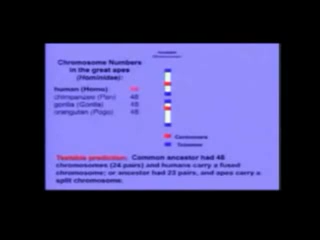 Chromosome Numbers
in the great apes
(Hominidae):
human (Homo) 46
chimpanzee (Pan) 48
gorilla (Gorilla) 48
orangutan (Pogo) 48
Centromere
Telomere
Testable prediction: Common ancestor had 48
chromosomes (24 pairs) and humans carry a fused
chromosome; or ancestor had 23 pairs, and apes carry a
split chromosome.